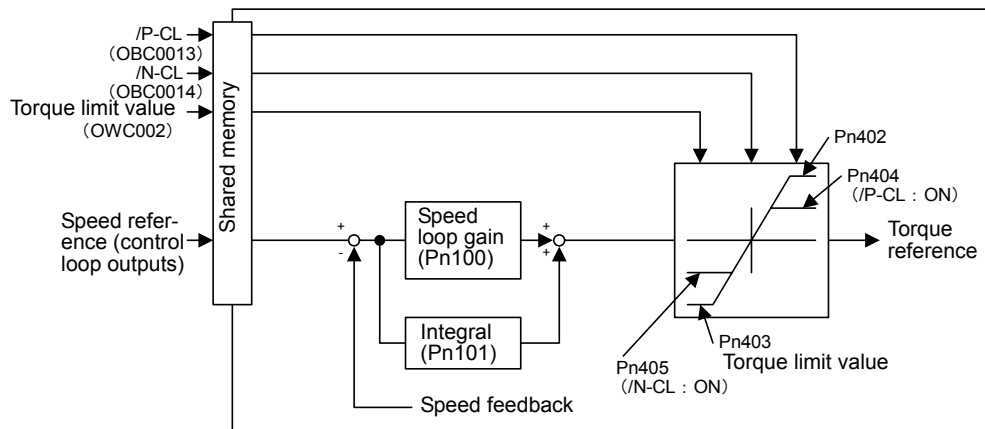 /P-CL
（OBC0013）
/N-CL
（OBC0014）
Torque limit value
（OWC002）
Shared memory
Speed refer-
ence (control
loop outputs)
+
-
Speed
loop gain
(Pn100)
+
+
Integral
(Pn101)
Speed feedback
Pn402
Pn404
（/P-CL：ON）
Torque
reference
Pn403
Torque limit value
Pn405
（/N-CL：ON）